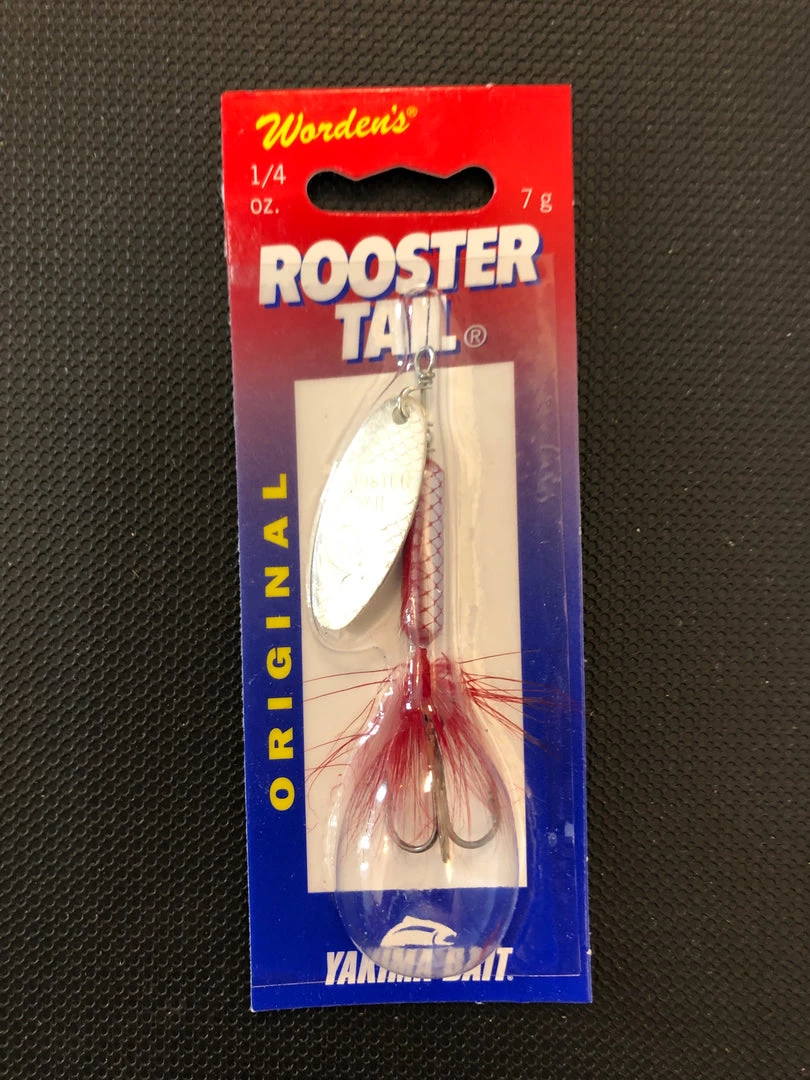 Worden's®
1/4
oz.
7 g
ROOSTER
TAIL®
ORIGINAL
YAKIMA BAIT®